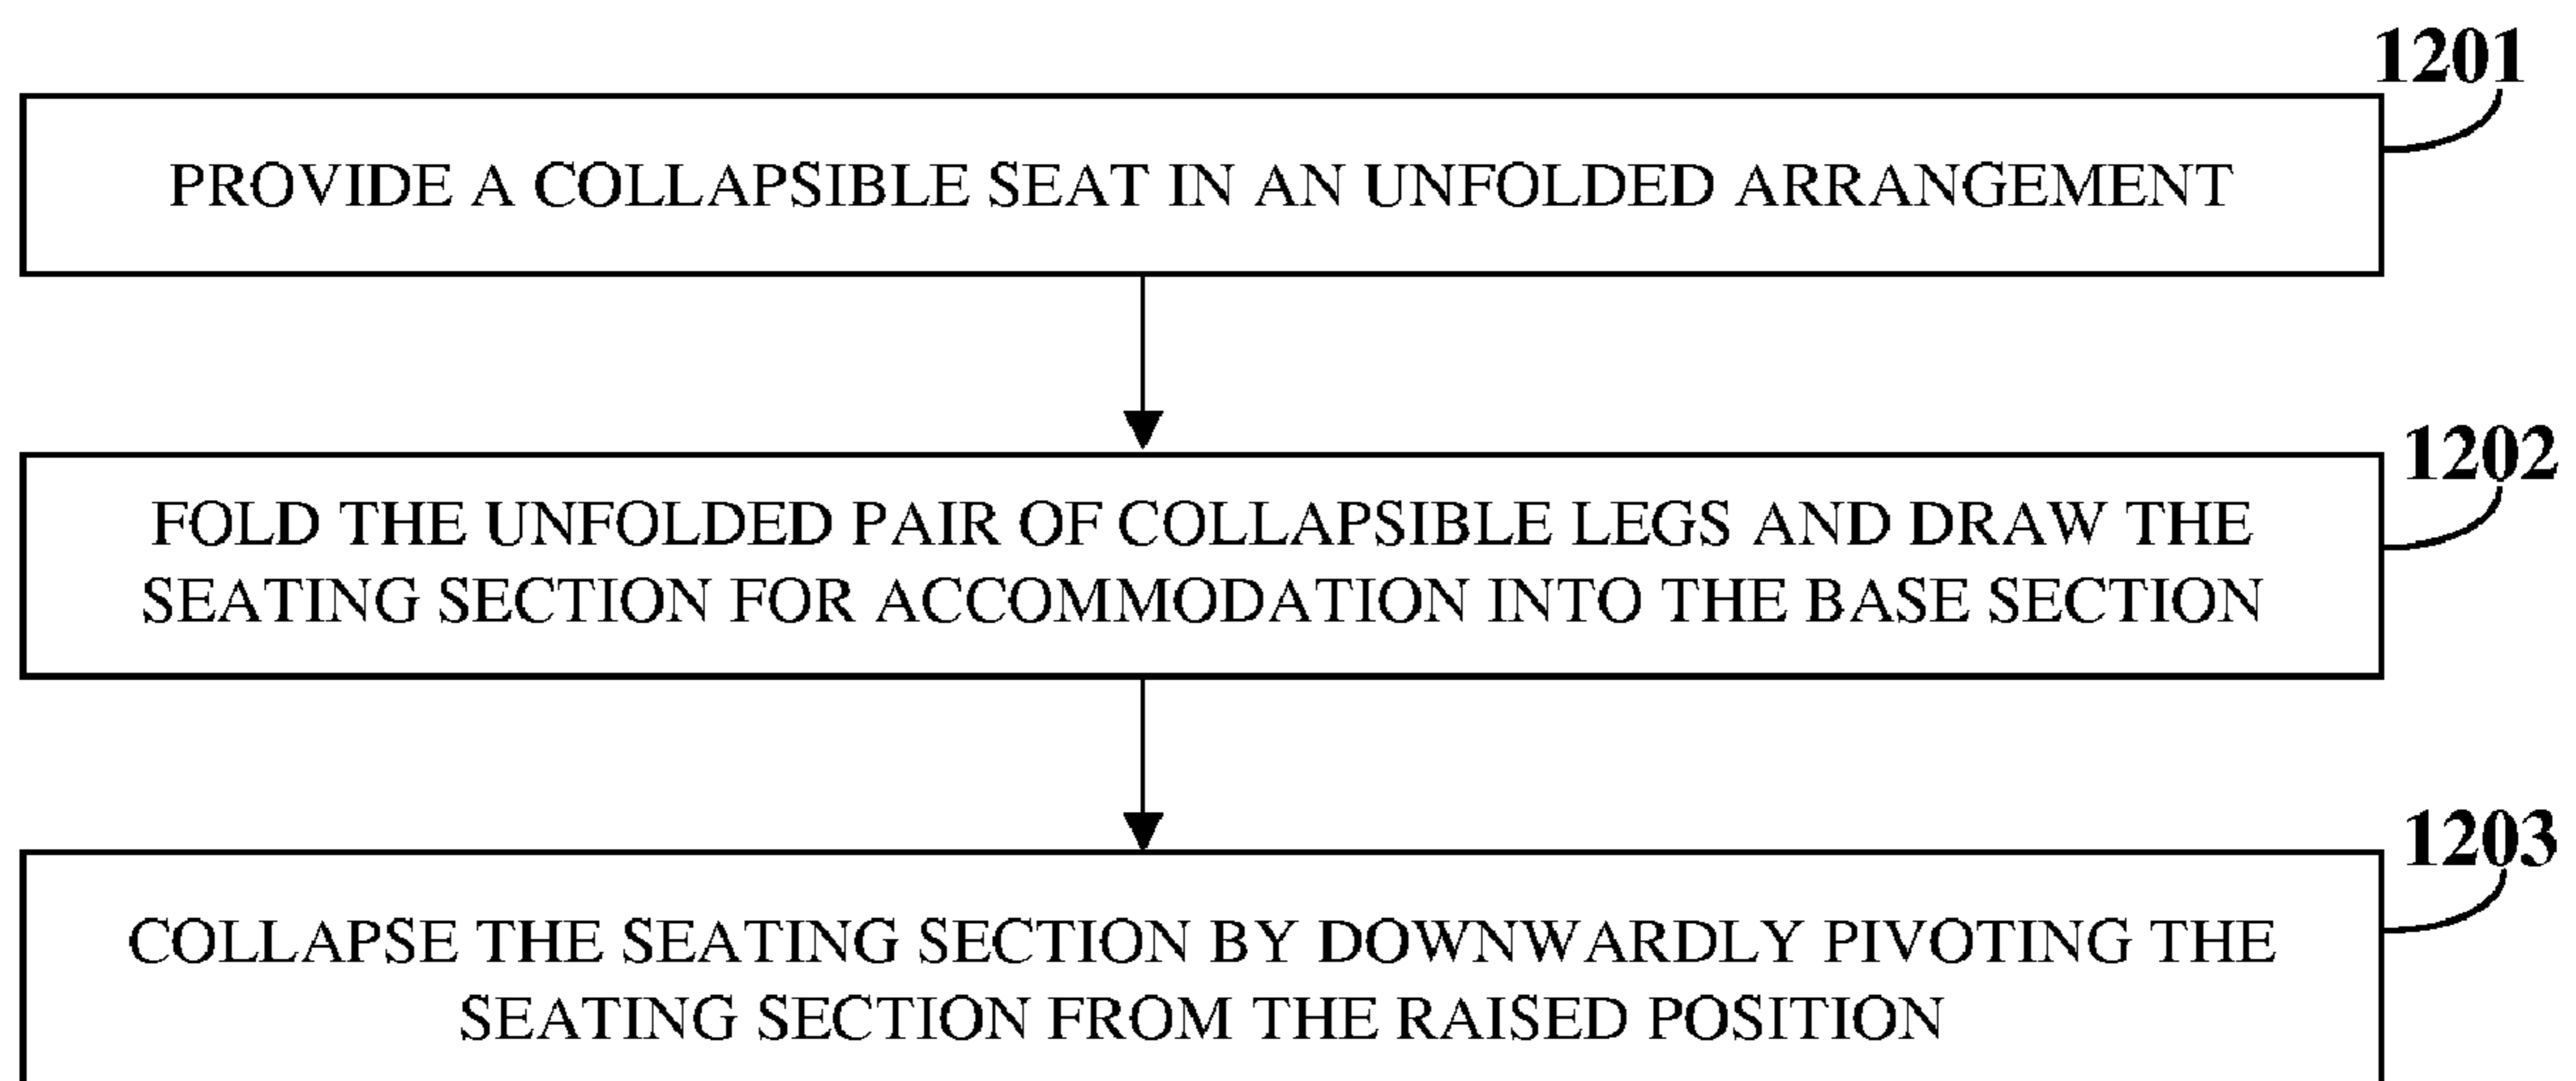 1201
PROVIDE A COLLAPSIBLE SEAT IN AN UNFOLDED ARRANGEMENT
1202
FOLD THE UNFOLDED PAIR OF COLLAPSIBLE LEGS AND DRAW THE
SEATING SECTION FOR ACCOMMODATION INTO THE BASE SECTION
1203
COLLAPSE THE SEATING SECTION BY DOWNWARDLY PIVOTING THE
SEATING SECTION FROM THE RAISED POSITION